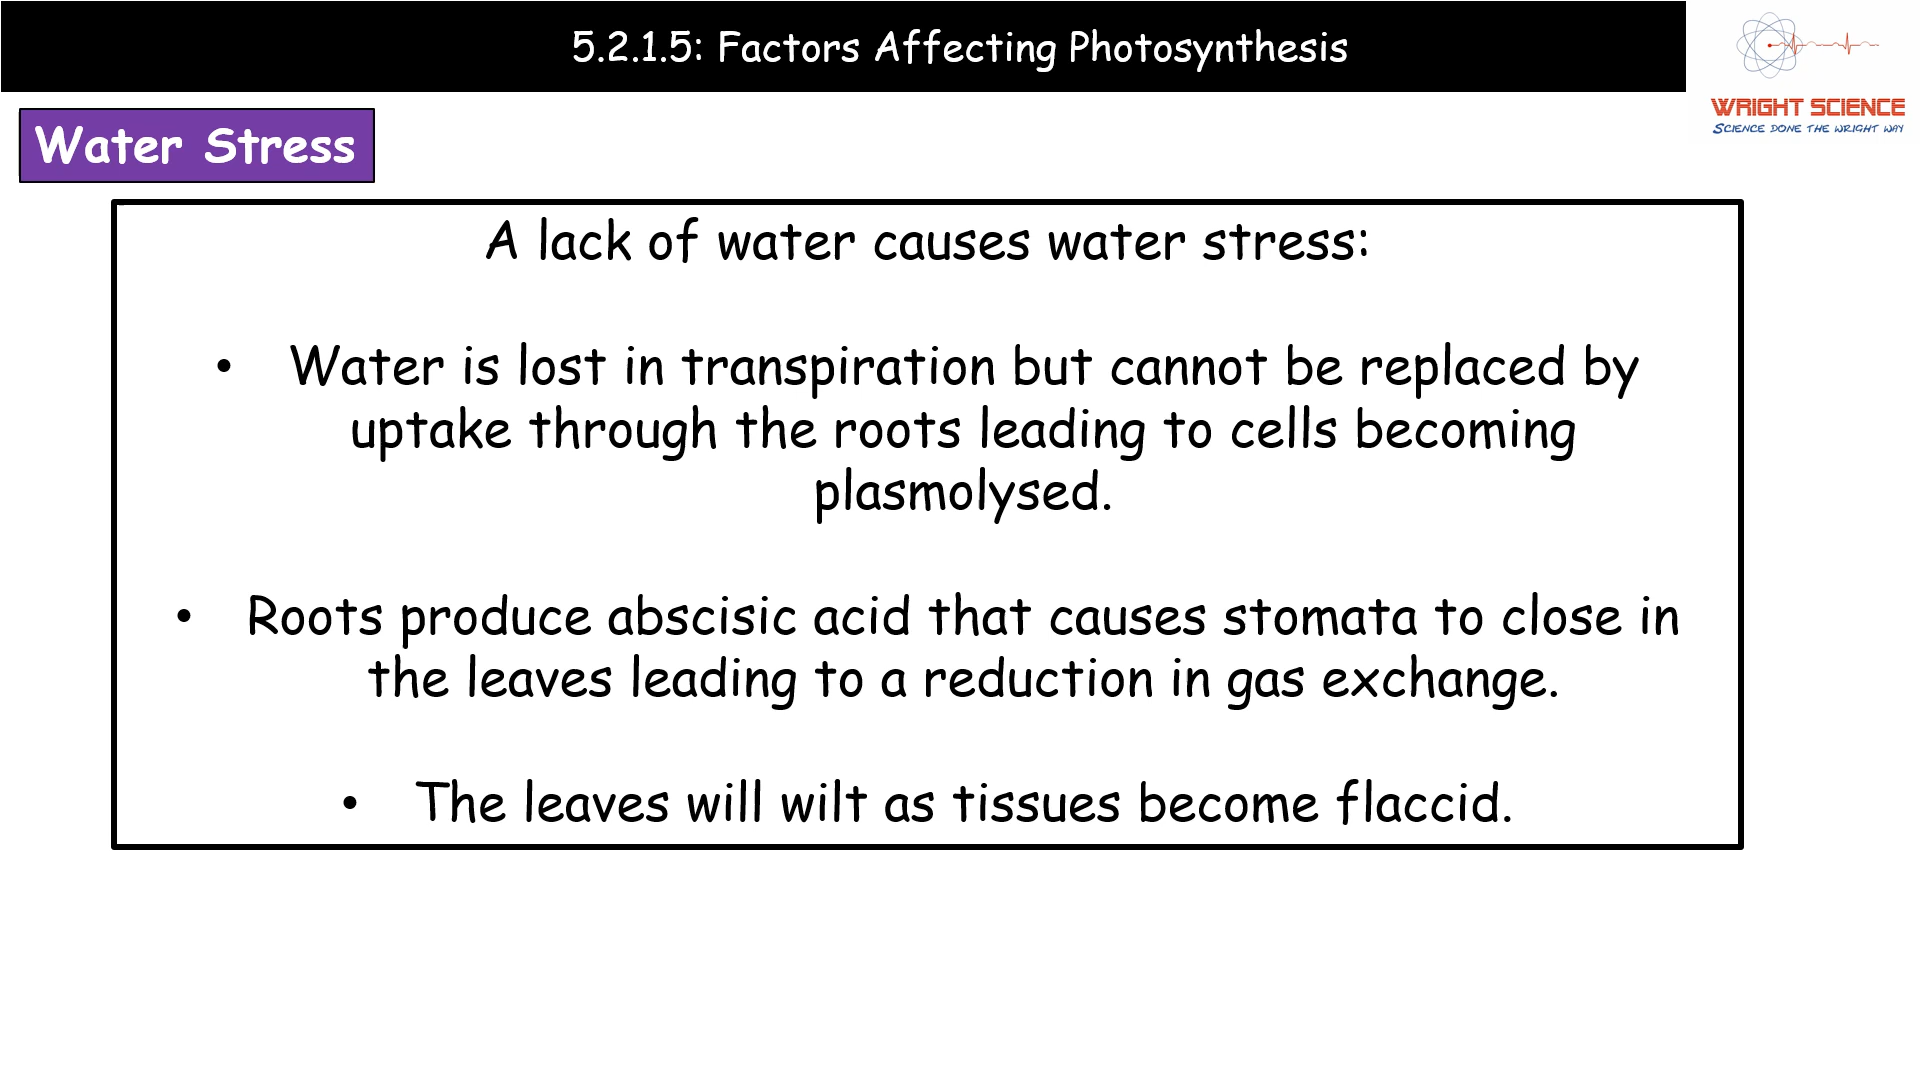 5.2.1.5: Factors Affecting Photosynthesis
WRIGHT SCIENCE
SCIENCE DONE THE WRIGHT WAY
Water Stress
A lack of water causes water stress:
• Water is lost in transpiration but cannot be replaced by
uptake through the roots leading to cells becoming
plasmolysed.
• Roots produce abscisic acid that causes stomata to close in
the leaves leading to a reduction in gas exchange.
• The leaves will wilt as tissues become flaccid.